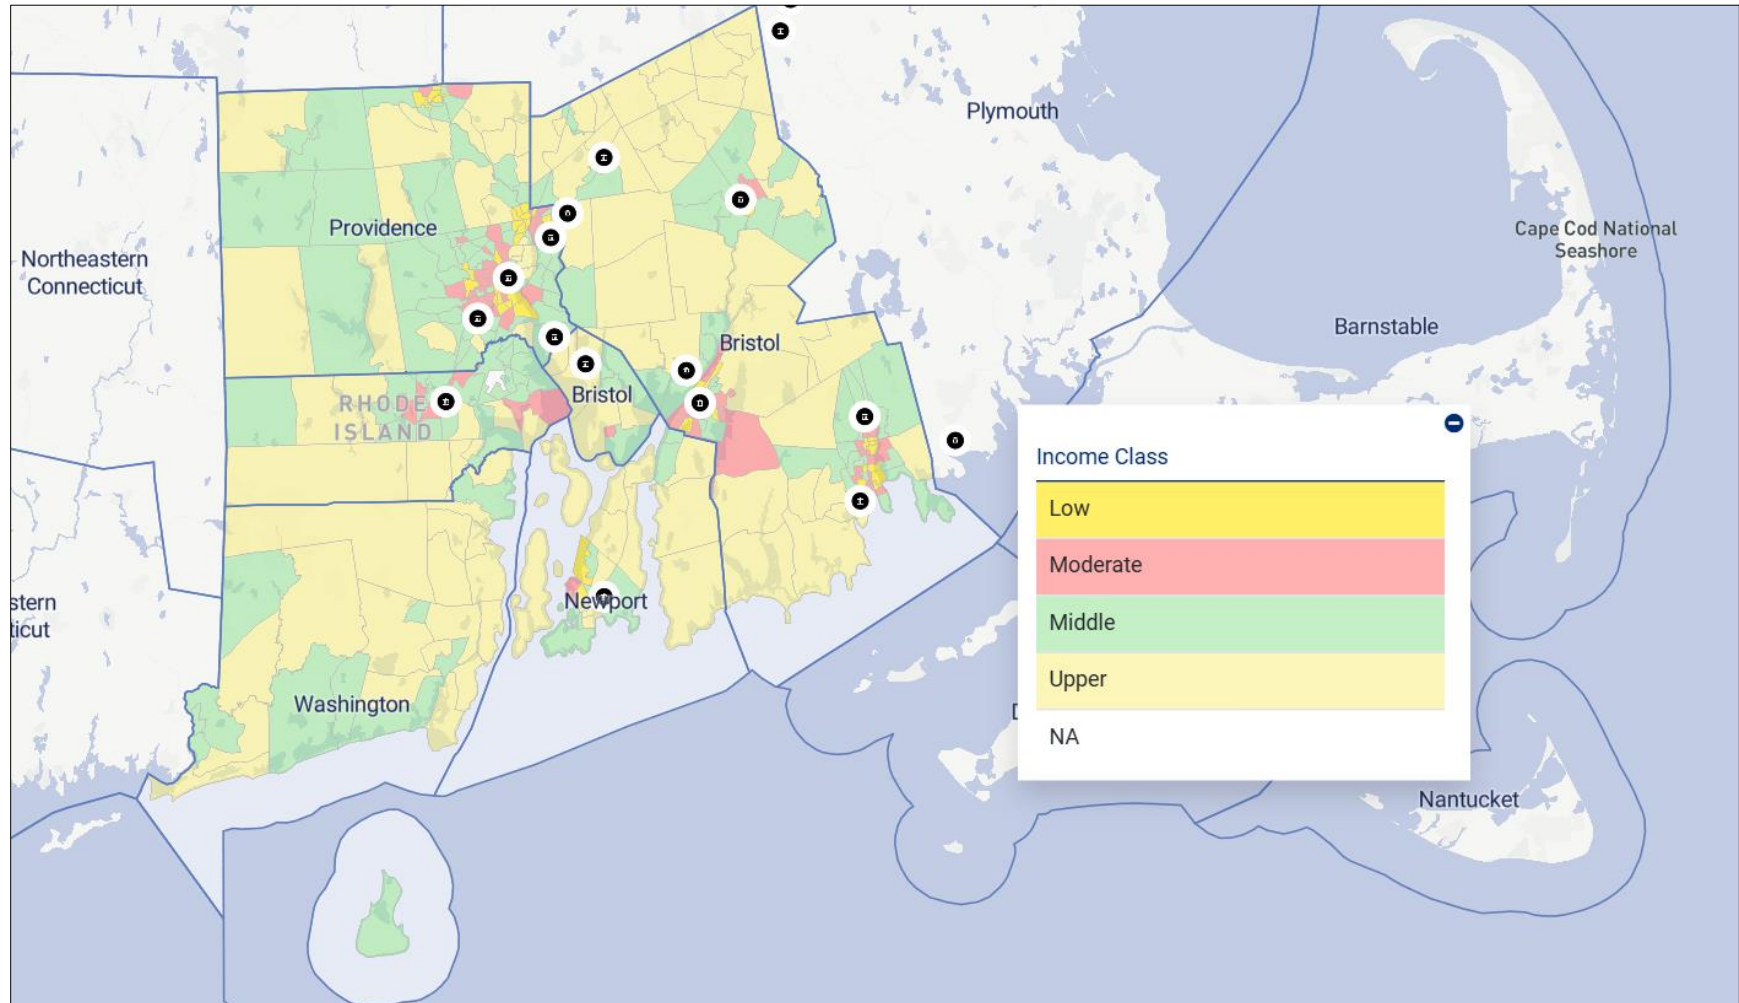 Plymouth
Providence
Cape Cod National
Seashore
Northeastern
Connecticut
Barnstable
Bristol
Bristol
RHODE
ISLAND
Income Class
Low
Moderate
Middle
Upper
NA
stern
ticut
Newport
Washington
D
Nantucket